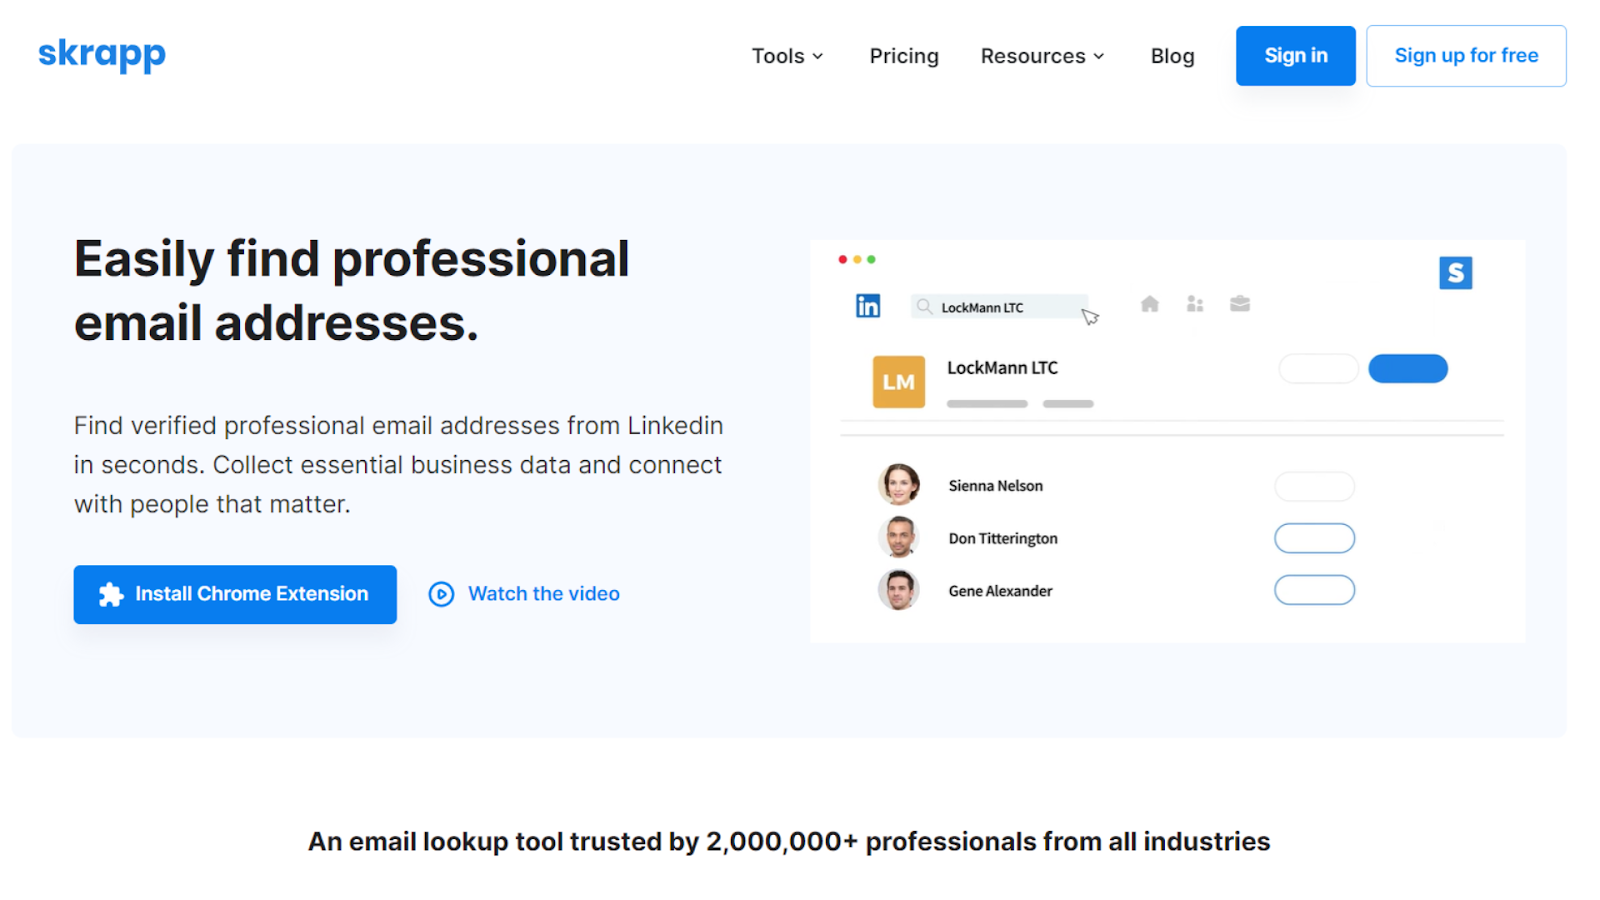 skrapp
Tools
Pricing
Resources
Blog
Sign in
Sign up for free
Easily find professional
email addresses.
Find verified professional email addresses from Linkedin
in seconds. Collect essential business data and connect
with people that matter.
Install Chrome Extension
Watch the video
S
in
LockMann LTC
LM
LockMann LTC
Sienna Nelson
Don Titterington
Gene Alexander
An email lookup tool trusted by 2,000,000+ professionals from all industries